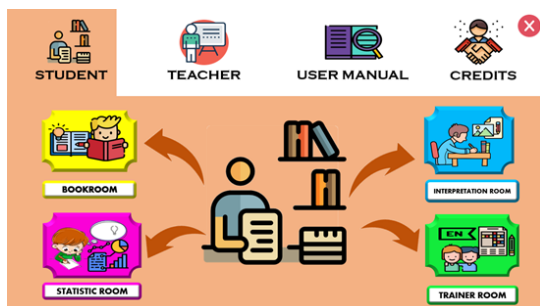 STUDENT
TEACHER
USER MANUAL
CREDITS
BOOKROOM
INTERPRETATION ROOM
STATISTIC ROOM
EN
TRAINER ROOM